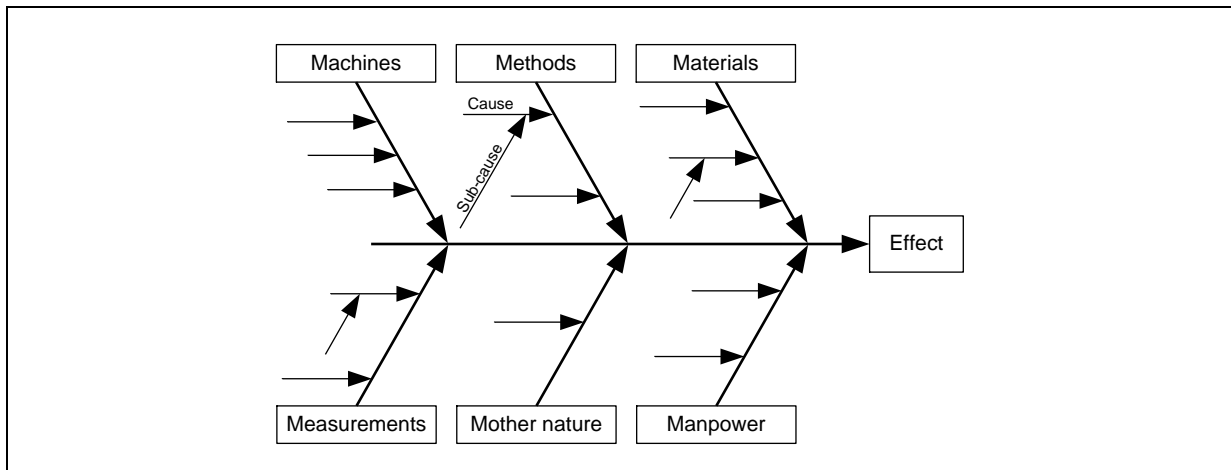 Machines
Methods
Materials
Cause
Sub-cause
Effect
Measurements
Mother nature
Manpower